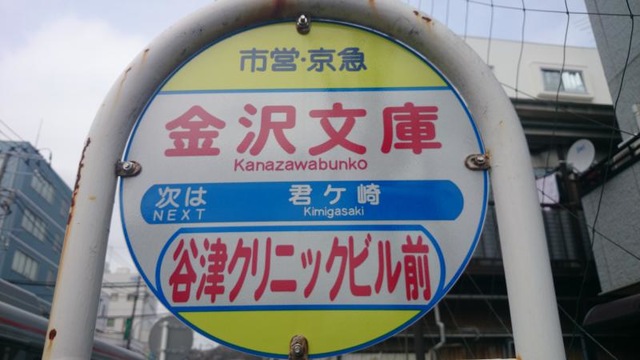 市営・京急
金沢文庫
Kanazawabunko
次は 君ケ崎
NEXT Kimigasaki
谷津クリニックビル前